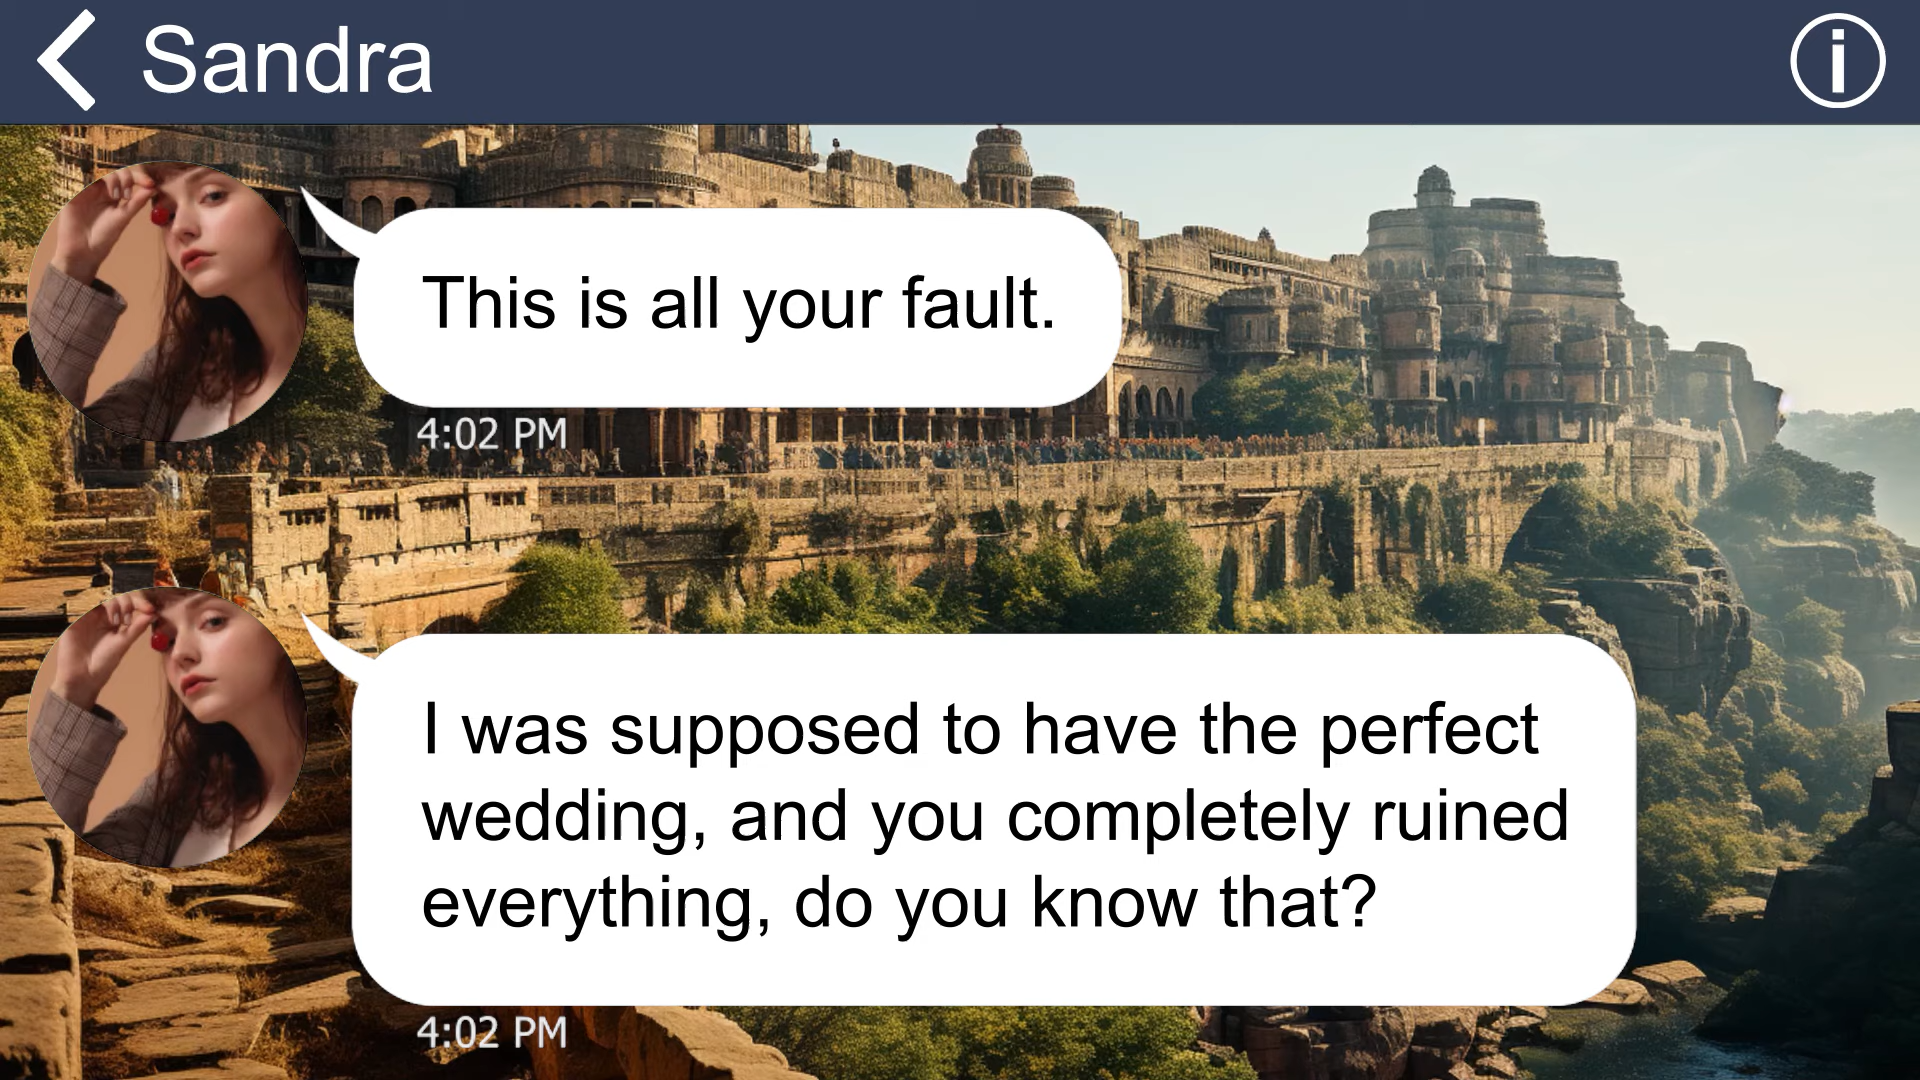 Sandra
This is all your fault.
4:02 PM
I was supposed to have the perfect
wedding, and you completely ruined
everything, do you know that?
4:02 PM